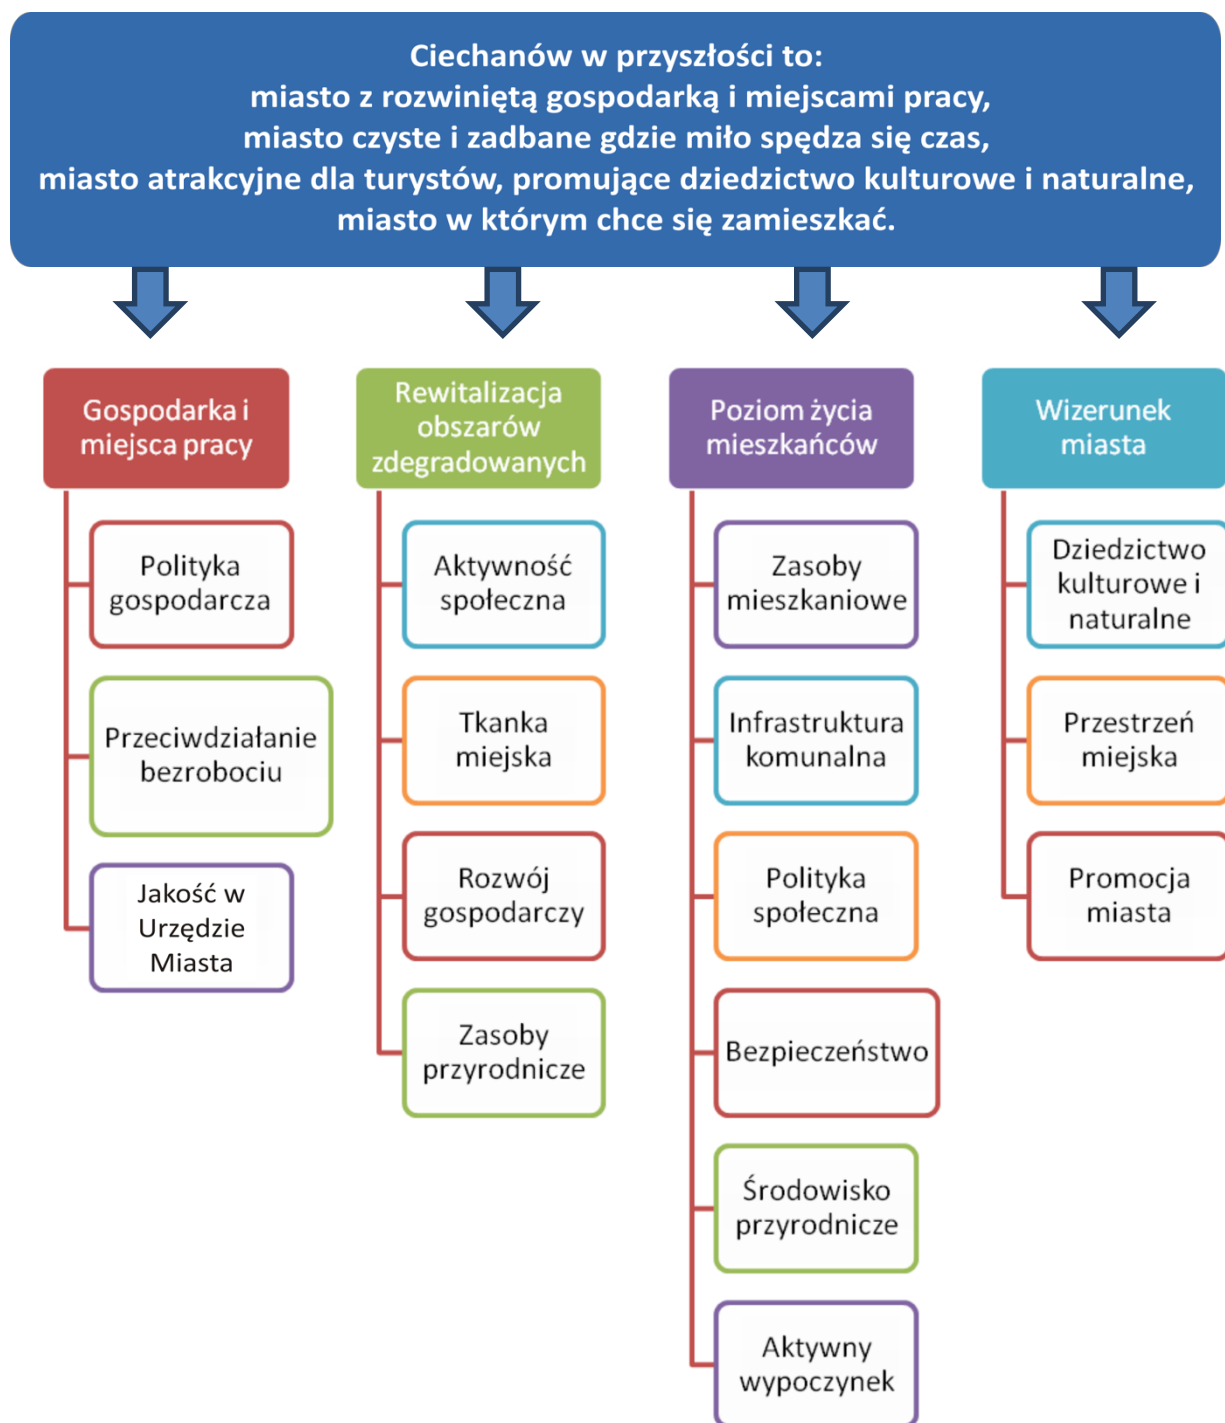 Ciechanów w przyszłości to:
miasto z rozwiniętą gospodarką i miejscami pracy,
miasto czyste i zadbane gdzie miło spędza się czas,
miasto atrakcyjne dla turystów, promujące dziedzictwo kulturowe i naturalne,
miasto w którym chce się zamieszkać.
Gospodarka i
miejsca pracy
Polityka
gospodarcza
Przeciwdziałanie
bezrobociu
Jakość w
Urzędzie
Miasta
Rewitalizacja
obszarów
zdegradowanych
Aktywność
społeczna
Tkanka
miejska
Rozwój
gospodarczy
Zasoby
przyrodnicze
Poziom życia
mieszkańców
Zasoby
mieszkaniowe
Infrastruktura
komunalna
Polityka
społeczna
Bezpieczeństwo
Środowisko
przyrodnicze
Aktywny
wypoczynek
Wizerunek
miasta
Dziedzictwo
kulturowe i
naturalne
Przestrzeń
miejska
Promocja
miasta